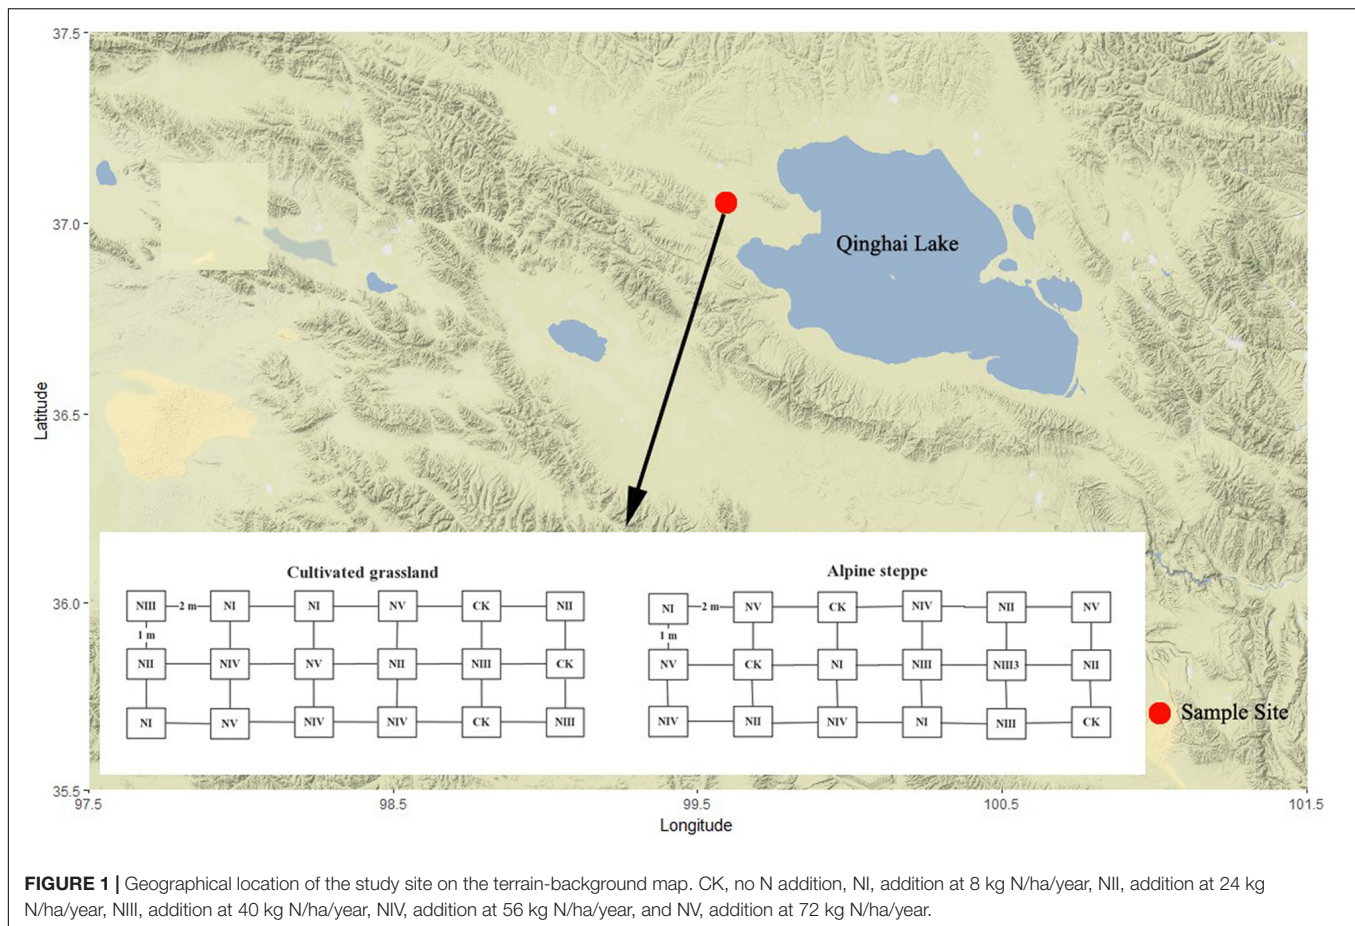 37.5
37.0
Qinghai Lake
Latitude
36.5
Cultivated grassland
Alpine steppe
36.0
NIII 2 m NI NI NV CK NII
NI 2 m NV CK NIV NII NV
1 m
1 m
NII NIV NV NII NIII CK
NV CK NI NIII NIII3 NII
NI NV NIV NIV CK NIII
NIV NII NIV NI NIII CK
Sample Site
35.5
97.5 98.5 99.5 100.5 101.5
Longitude
FIGURE 1 | Geographical location of the study site on the terrain-background map. CK, no N addition, NI, addition at 8 kg N/ha/year, NII, addition at 24 kg
N/ha/year, NIII, addition at 40 kg N/ha/year, NIV, addition at 56 kg N/ha/year, and NV, addition at 72 kg N/ha/year.